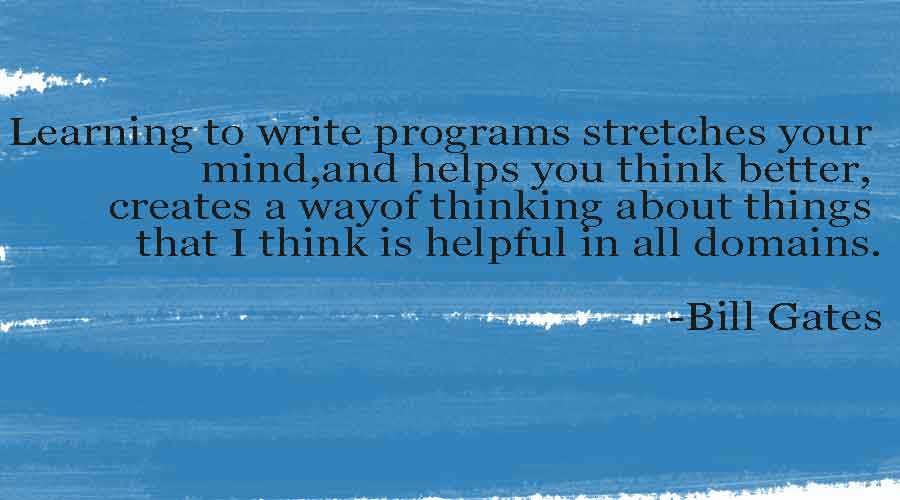 Learning to write programs stretches your
mind,and helps you think better,
creates a wayof thinking about things
that I think is helpful in all domains.
-Bill Gates